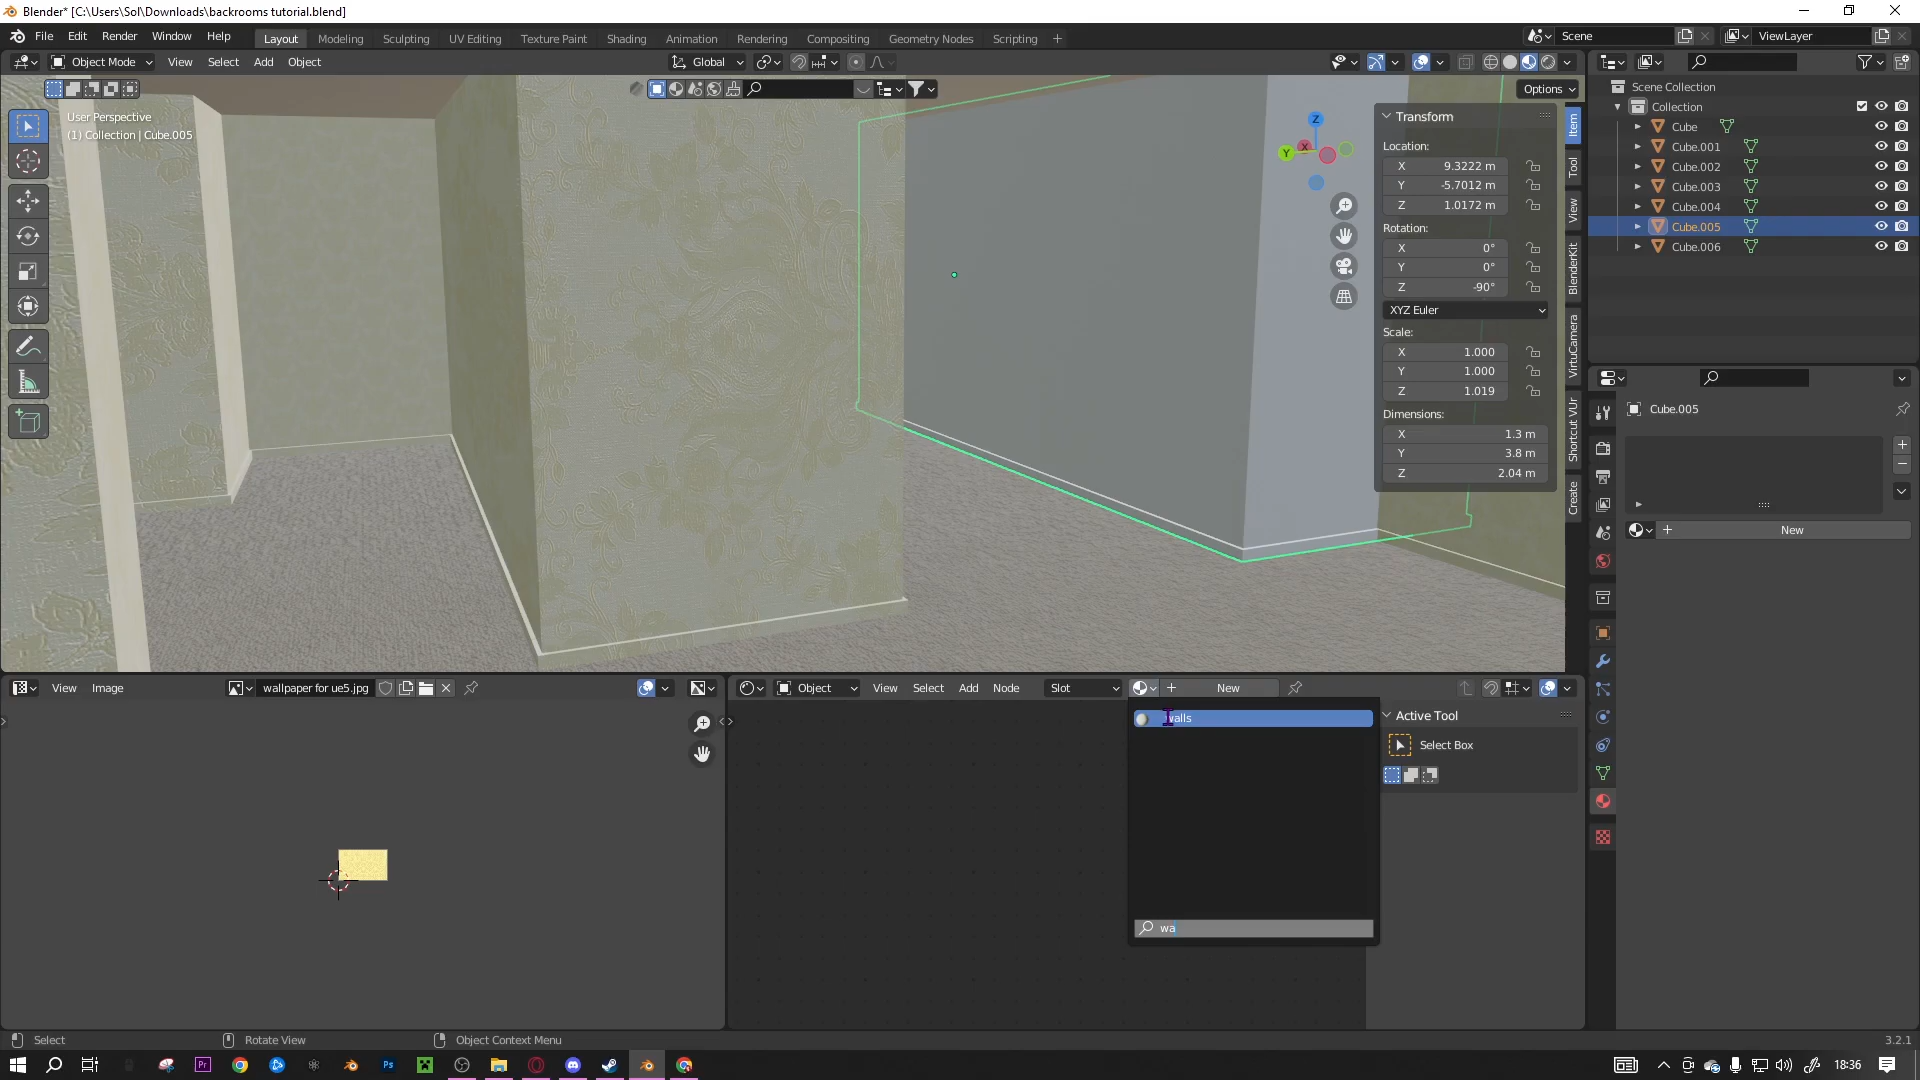 Blender* [C:\Users\Sol\Downloads\backrooms tutorial.blend]
File Edit Render Window Help
Layout Modeling Sculpting UV Editing Texture Paint Shading Animation Rendering Compositing Geometry Nodes Scripting +
Scene
ViewLayer
Object Mode View Select Add Object
Global
Options
User Perspective
(1) Collection | Cube.005
Z
X
Y
Transform
Location:
X 9.3222 m
Y -5.7012 m
Z 1.0172 m
Rotation:
X 0°
Y 0°
Z -90°
XYZ Euler
Scale:
X 1.000
Y 1.000
Z 1.019
Dimensions:
X 1.3 m
Y 3.8 m
Z 2.04 m
Item
Tool
View
BlenderKit
VirtuCamera
Shortcut VUr
Create
Scene Collection
Collection
Cube
Cube.001
Cube.002
Cube.003
Cube.004
Cube.005
Cube.006
Cube.005
New
View Image
wallpaper for ue5.jpg
Object View Select Add Node
Slot
New
walls
wa
Active Tool
Select Box
Select
Rotate View
Object Context Menu
3.2.1
Pr
Ps
18:36